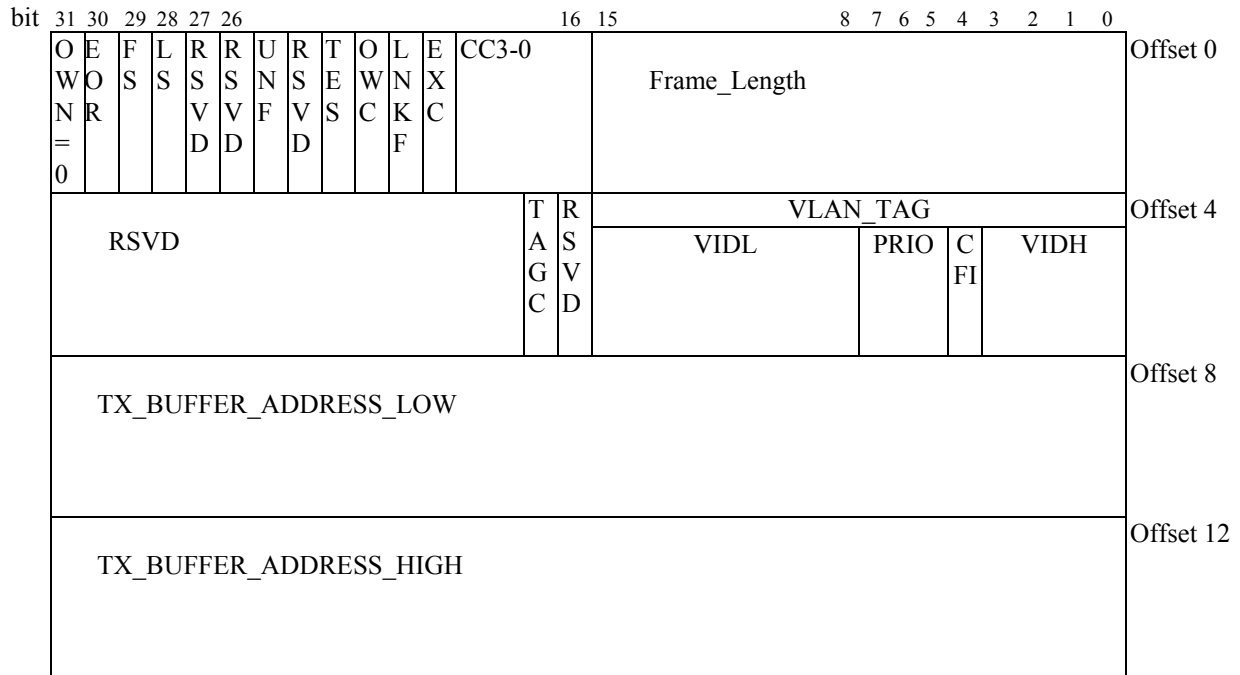 bit 31 30 29 28 27 26 16 15 8 7 6 5 4 3 2 1 0
O E F L R R U R T O L E CC3-0 Offset 0
W O S S S S N S E W N X Frame_Length
N R V V F V S C K C
= D D D F
0
T R VLAN_TAG Offset 4
RSVD A S VIDL PRIO C VIDH
G V FI
C D
Offset 8
TX_BUFFER_ADDRESS_LOW
Offset 12
TX_BUFFER_ADDRESS_HIGH